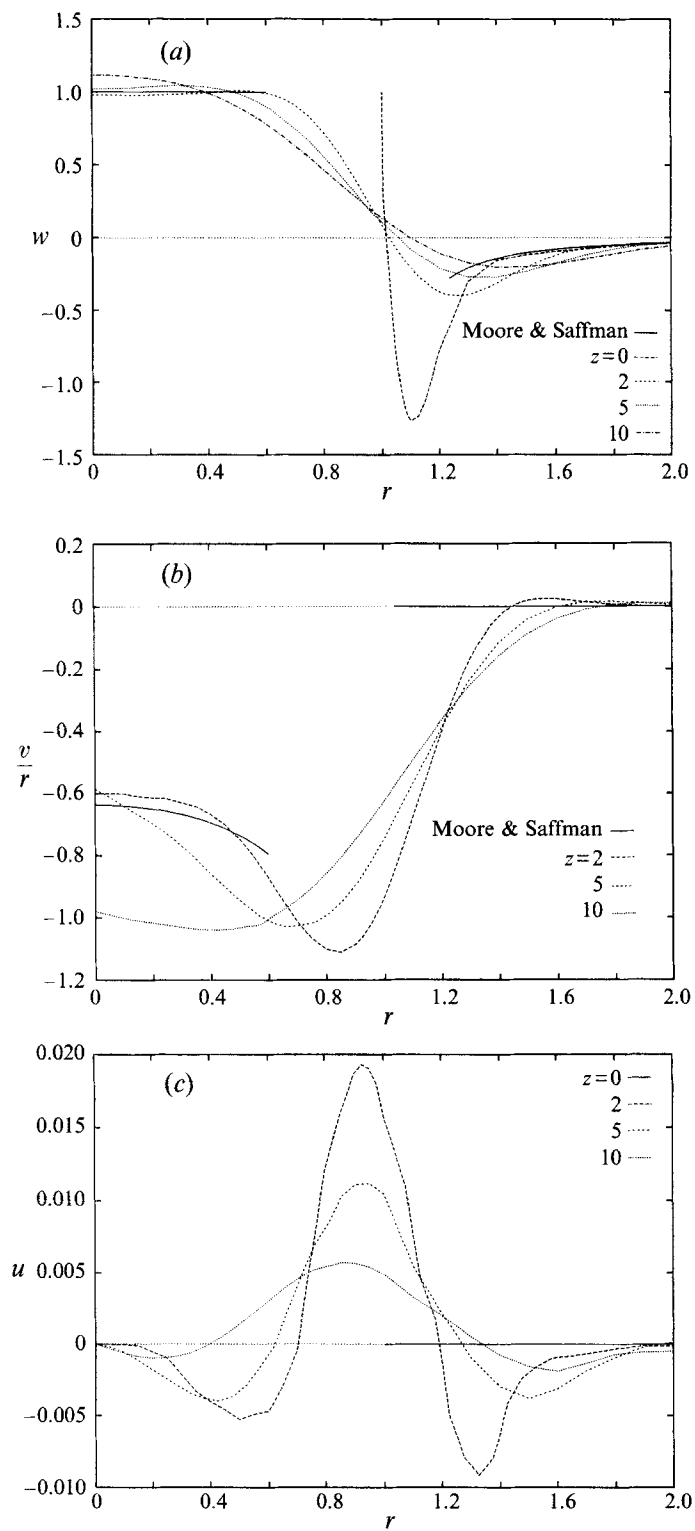 (a)
1.5
1.0
0.5
w 0
−0.5
−1.0
−1.5
Moore & Saffman
z=0
2
5
10
0 0.4 0.8 1.2 1.6 2.0
r
(b)
0.2
0
−0.2
−0.4
v/r
−0.6
−0.8
−1.0
−1.2
Moore & Saffman
z=2
5
10
0 0.4 0.8 1.2 1.6 2.0
r
(c)
0.020
0.015
0.010
u 0.005
0
−0.005
−0.010
z=0
2
5
10
0 0.4 0.8 1.2 1.6 2.0
r